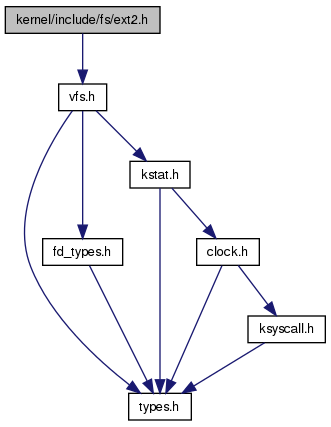 kernel/include/fs/ext2.h
vfs.h
kstat.h
fd_types.h
clock.h
ksyscall.h
types.h